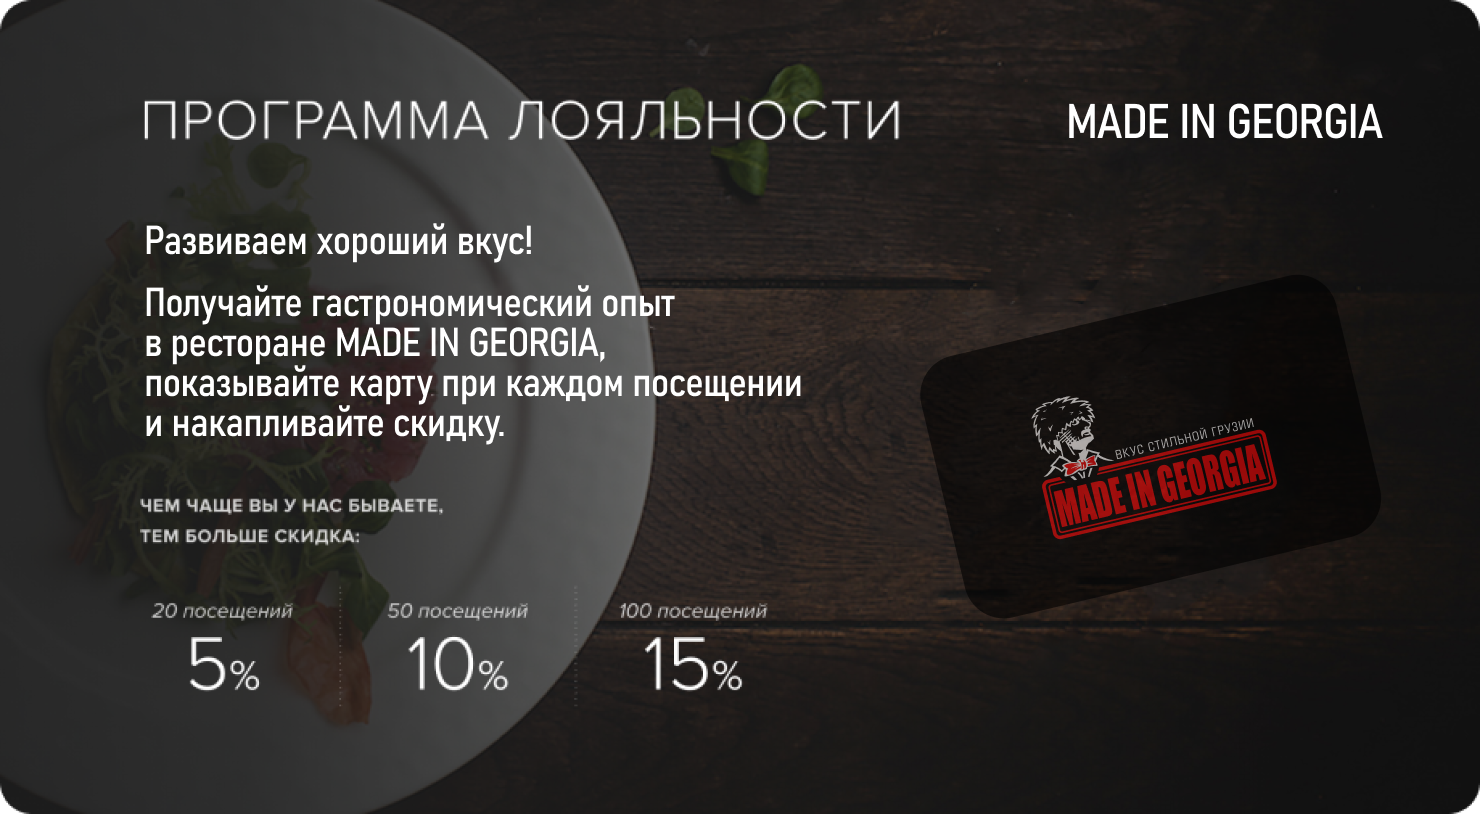 ПРОГРАММА ЛОЯЛЬНОСТИ
MADE IN GEORGIA
Развиваем хороший вкус!
Получайте гастрономический опыт
в ресторане MADE IN GEORGIA,
показывайте карту при каждом посещении
и накапливайте скидку.
ВКУС СТИЛЬНОЙ ГРУЗИИ
MADE IN GEORGIA
ЧЕМ ЧАЩЕ ВЫ У НАС БЫВАЕТЕ,
ТЕМ БОЛЬШЕ СКИДКА:
20 посещений
5%
50 посещений
10%
100 посещений
15%